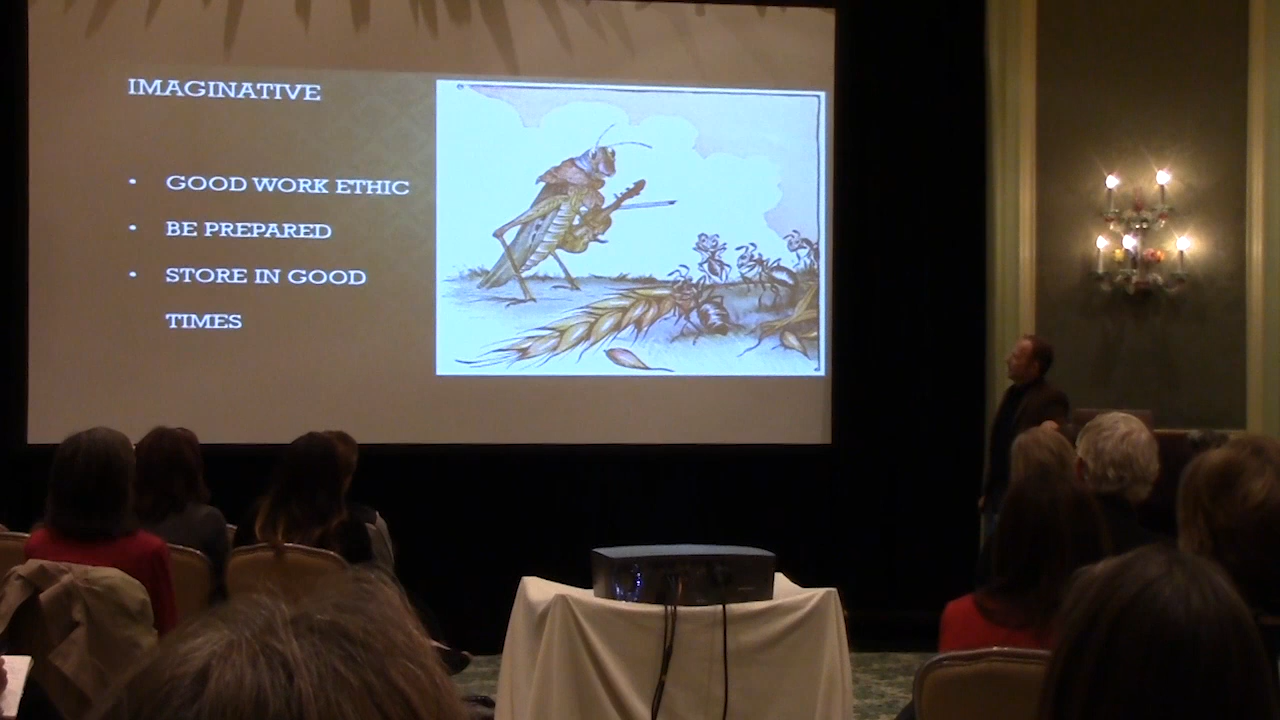 IMAGINATIVE
• GOOD WORK ETHIC
• BE PREPARED
• STORE IN GOOD
TIMES